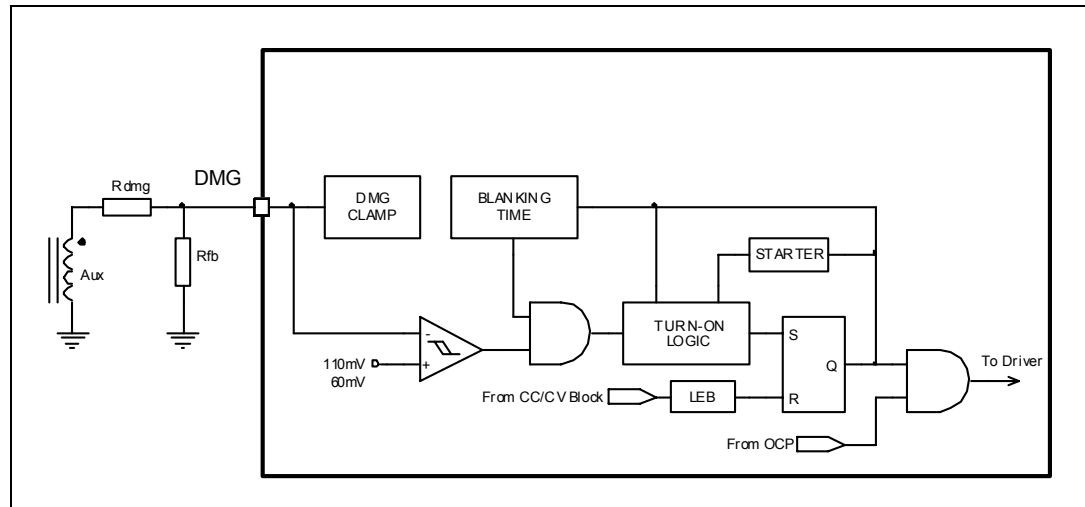 DMG
Rdmg
DMG
CLAMP
BLANKING
TIME
Rfb
Aux
STARTER
TURN-ON
LOGIC
-
+
110mV
60mV
S
Q
R
To Driver
From CC/CV Block
LEB
From OCP